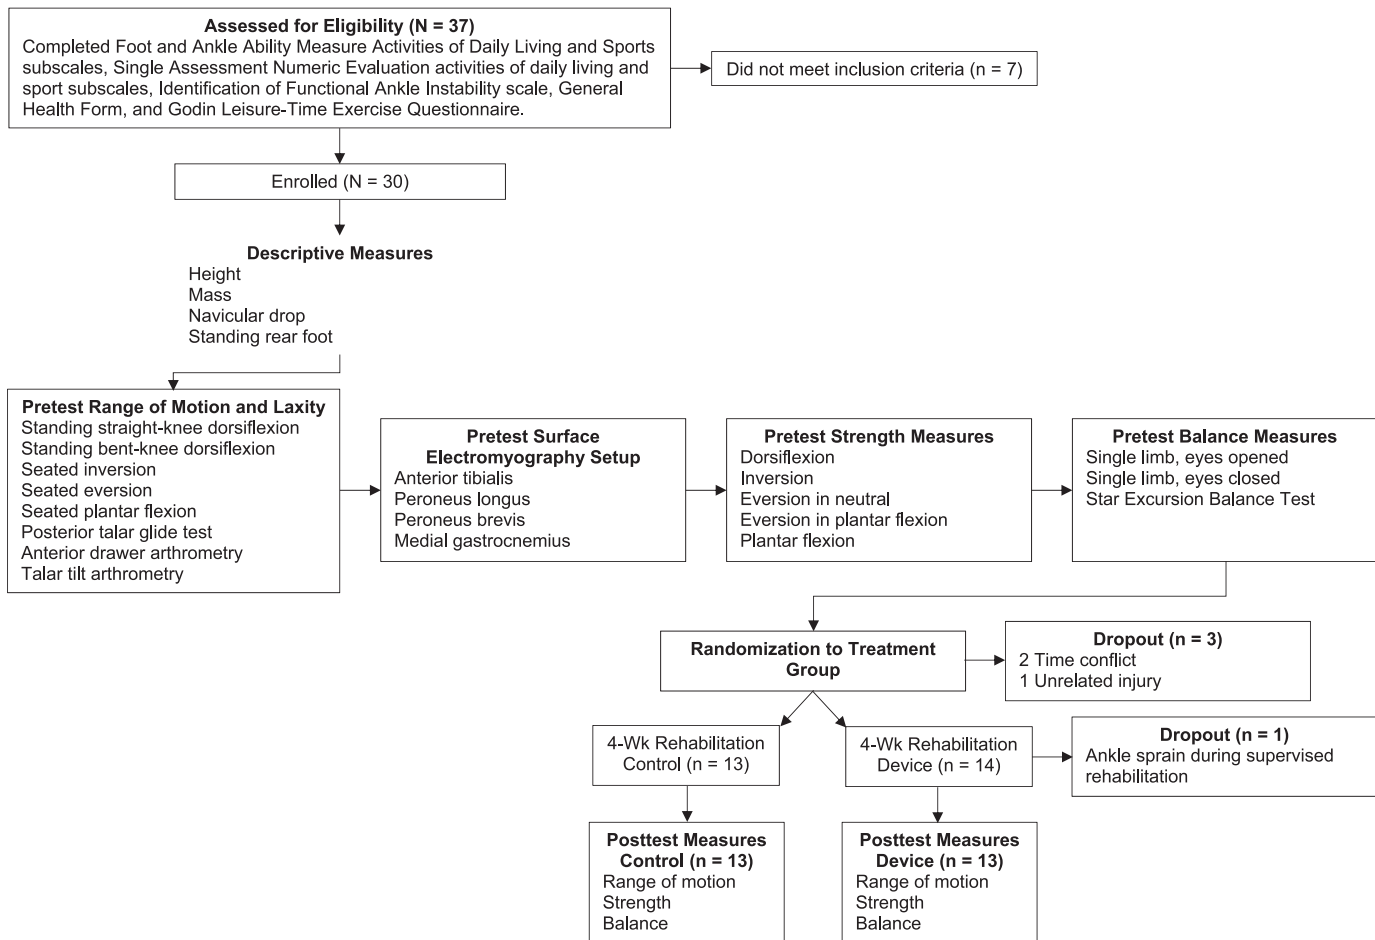 Assessed for Eligibility (N = 37)
Completed Foot and Ankle Ability Measure Activities of Daily Living and Sports
subscales, Single Assessment Numeric Evaluation activities of daily living and
sport subscales, Identification of Functional Ankle Instability scale, General
Health Form, and Godin Leisure-Time Exercise Questionnaire.
Did not meet inclusion criteria (n = 7)
Enrolled (N = 30)
Descriptive Measures
Height
Mass
Navicular drop
Standing rear foot
Pretest Range of Motion and Laxity
Standing straight-knee dorsiflexion
Standing bent-knee dorsiflexion
Seated inversion
Seated eversion
Seated plantar flexion
Posterior talar glide test
Anterior drawer arthrometry
Talar tilt arthrometry
Pretest Surface
Electromyography Setup
Anterior tibialis
Peroneus longus
Peroneus brevis
Medial gastrocnemius
Pretest Strength Measures
Dorsiflexion
Inversion
Eversion in neutral
Eversion in plantar flexion
Plantar flexion
Pretest Balance Measures
Single limb, eyes opened
Single limb, eyes closed
Star Excursion Balance Test
Randomization to Treatment
Group
Dropout (n = 3)
2 Time conflict
1 Unrelated injury
4-Wk Rehabilitation
Control (n = 13)
4-Wk Rehabilitation
Device (n = 14)
Dropout (n = 1)
Ankle sprain during supervised
rehabilitation
Posttest Measures
Control (n = 13)
Range of motion
Strength
Balance
Posttest Measures
Device (n = 13)
Range of motion
Strength
Balance